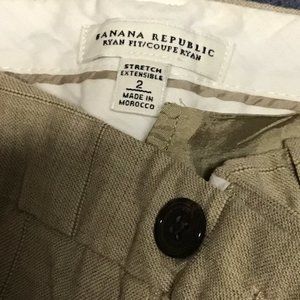 BANANA REPUBLIC
RYAN FIT/COUPE RYAN
STRETCH
EXTENSIBLE
2
MADE IN
MOROCCO